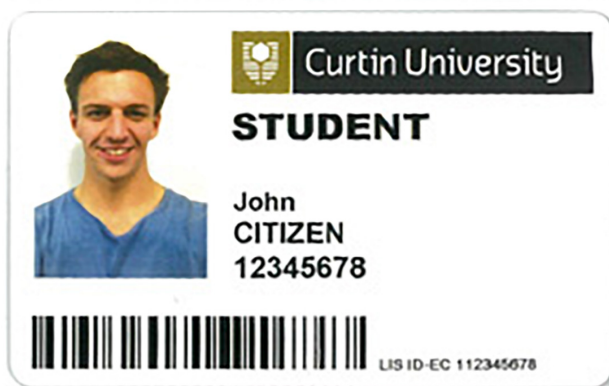 Curtin University
STUDENT
John
CITIZEN
12345678
LIS ID-EC 112345678